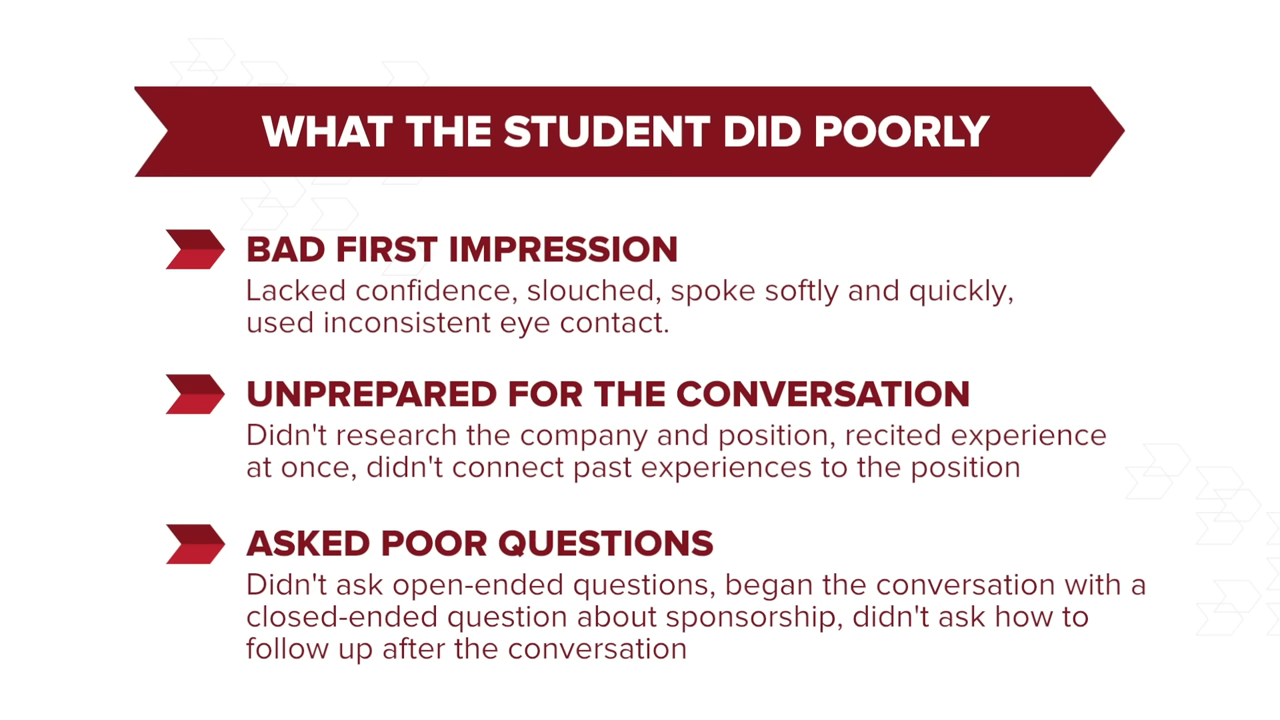 WHAT THE STUDENT DID POORLY
BAD FIRST IMPRESSION
Lacked confidence, slouched, spoke softly and quickly,
used inconsistent eye contact.
UNPREPARED FOR THE CONVERSATION
Didn't research the company and position, recited experience
at once, didn't connect past experiences to the position
ASKED POOR QUESTIONS
Didn't ask open-ended questions, began the conversation with a
closed-ended question about sponsorship, didn't ask how to
follow up after the conversation